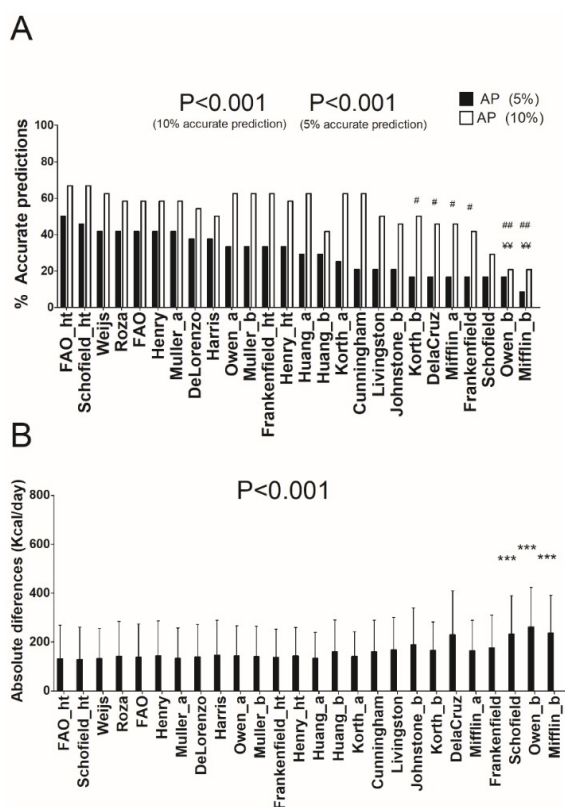 A
P<0.001
(10% accurate prediction)
P<0.001
(5% accurate prediction)
AP (5%)
AP (10%)
% Accurate predictions
100
80
60
40
20
0
# # # # ## ##
¥¥ ¥¥
FAO_ht
Schofield_ht
Weijs
Roza
FAO
Henry
Muller_a
DeLorenzo
Harris
Owen_a
Muller_b
Frankenfield_ht
Henry_ht
Huang_a
Huang_b
Korth_a
Cunningham
Livingston
Johnstone_b
Korth_b
DelaCruz
Mifflin_a
Frankenfield
Schofield
Owen_b
Mifflin_b
B
P<0.001
Absolute differences (Kcal/day)
800
600
400
200
0
*** *** ***
FAO_ht
Schofield_ht
Weijs
Roza
FAO
Henry
Muller_a
DeLorenzo
Harris
Owen_a
Muller_b
Frankenfield_ht
Henry_ht
Huang_a
Huang_b
Korth_a
Cunningham
Livingston
Johnstone_b
Korth_b
DelaCruz
Mifflin_a
Frankenfield
Schofield
Owen_b
Mifflin_b